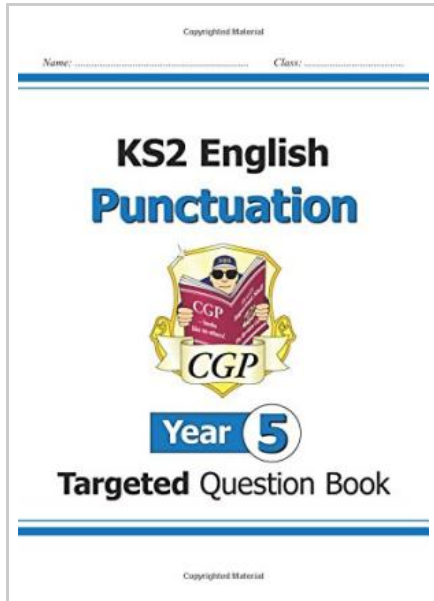 Copyrighted Material
Name: ........................................................ Class: .................................
KS2 English
Punctuation
CGP
CGP
Year 5
Targeted Question Book
Copyrighted Material